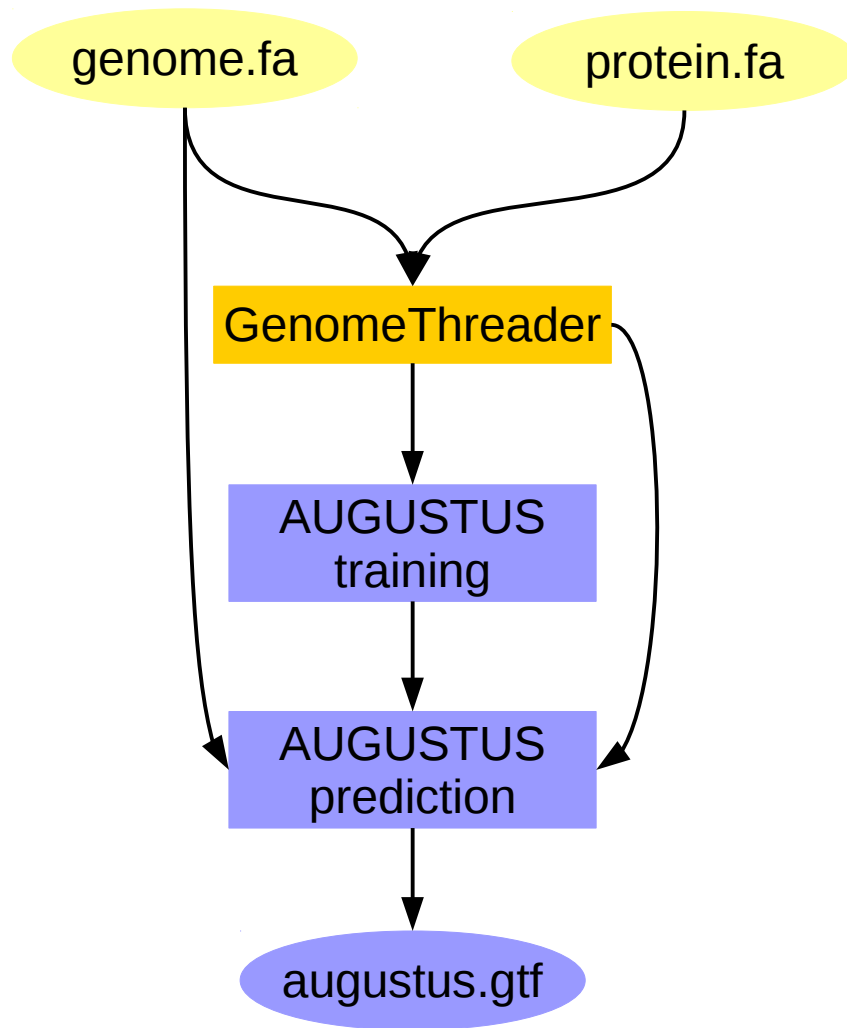 genome.fa
protein.fa
GenomeThreader
AUGUSTUS
training
AUGUSTUS
prediction
augustus.gtf